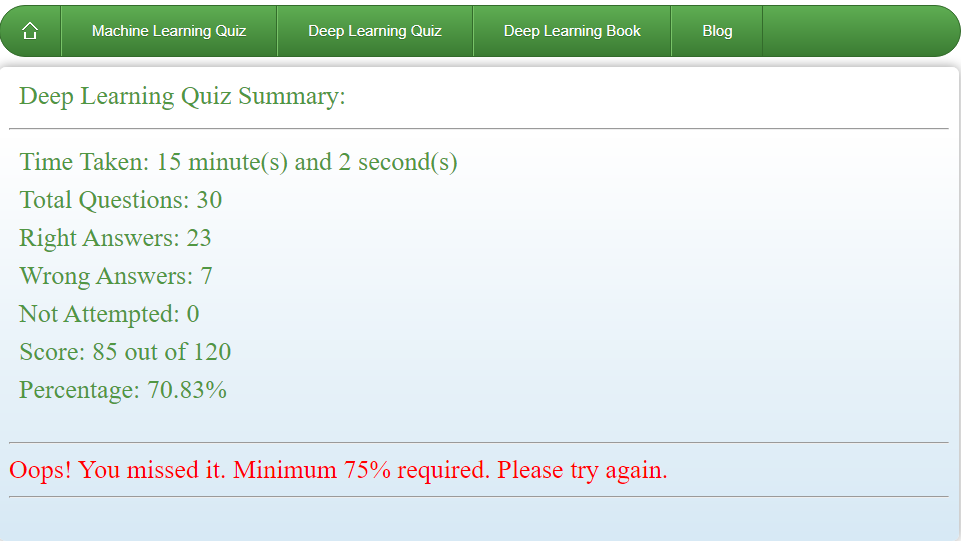 Machine Learning Quiz Deep Learning Quiz Deep Learning Book Blog
Deep Learning Quiz Summary:
Time Taken: 15 minute(s) and 2 second(s)
Total Questions: 30
Right Answers: 23
Wrong Answers: 7
Not Attempted: 0
Score: 85 out of 120
Percentage: 70.83%
Oops! You missed it. Minimum 75% required. Please try again.